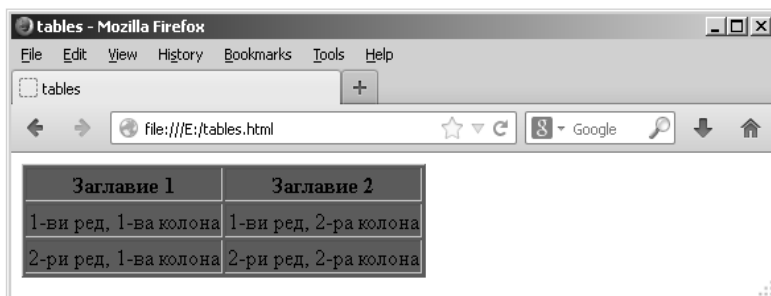 tables - Mozilla Firefox
File Edit View History Bookmarks Tools Help
tables
file:///E:/tables.html Google
Заглавие 1 Заглавие 2
1-ви ред, 1-ва колона 1-ви ред, 2-ра колона
2-ри ред, 1-ва колона 2-ри ред, 2-ра колона